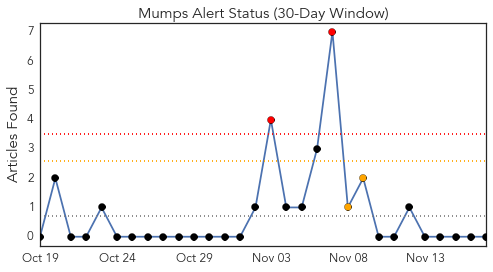 Mumps Alert Status (30-Day Window)
Articles Found
7
6
5
4
3
2
1
0
Oct 19 Oct 24 Oct 29 Nov 03 Nov 08 Nov 13